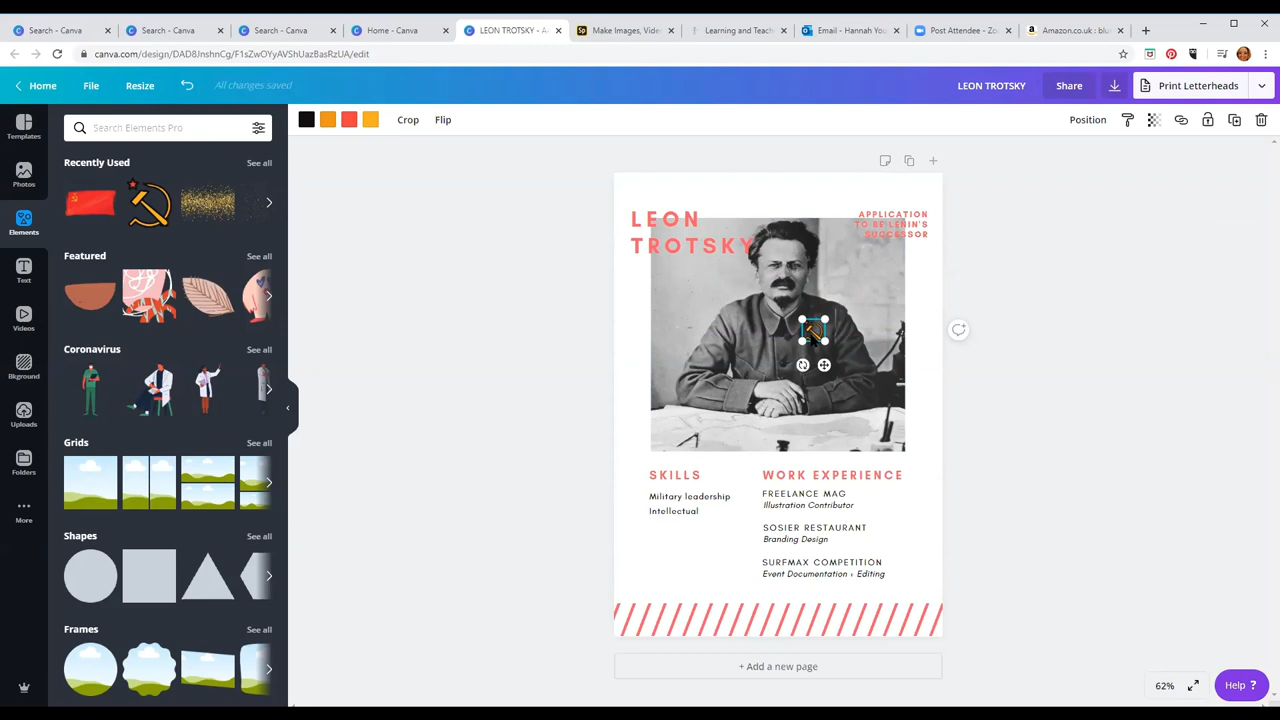 Search - Canva
Search - Canva
Search - Canva
Home - Canva
LEON TROTSKY - A
Make Images, Video
Learning and Teach
Email - Hannah You
Post Attendee - Zo
Amazon.co.uk : blu
canva.com/design/DAD8JnshnCg/F1sZwOYyAVShUazBasRzUA/edit
Home
File
Resize
All changes saved
LEON TROTSKY
Share
Print Letterheads
Templates
Photos
Elements
Text
Videos
Bkground
Uploads
Folders
More
Search Elements Pro
Recently Used
See all
Featured
See all
Coronavirus
See all
Grids
See all
Shapes
See all
Frames
See all
Crop
Flip
Position
LEON
TROTSKY
APPLICATION
TO BE LENIN'S
SUCCESSOR
SKILLS
Military leadership
Intellectual
WORK EXPERIENCE
FREELANCE MAG
Illustration Contributor
SOSIER RESTAURANT
Branding Design
SURFMAX COMPETITION
Event Documentation + Editing
+ Add a new page
62%
Help ?